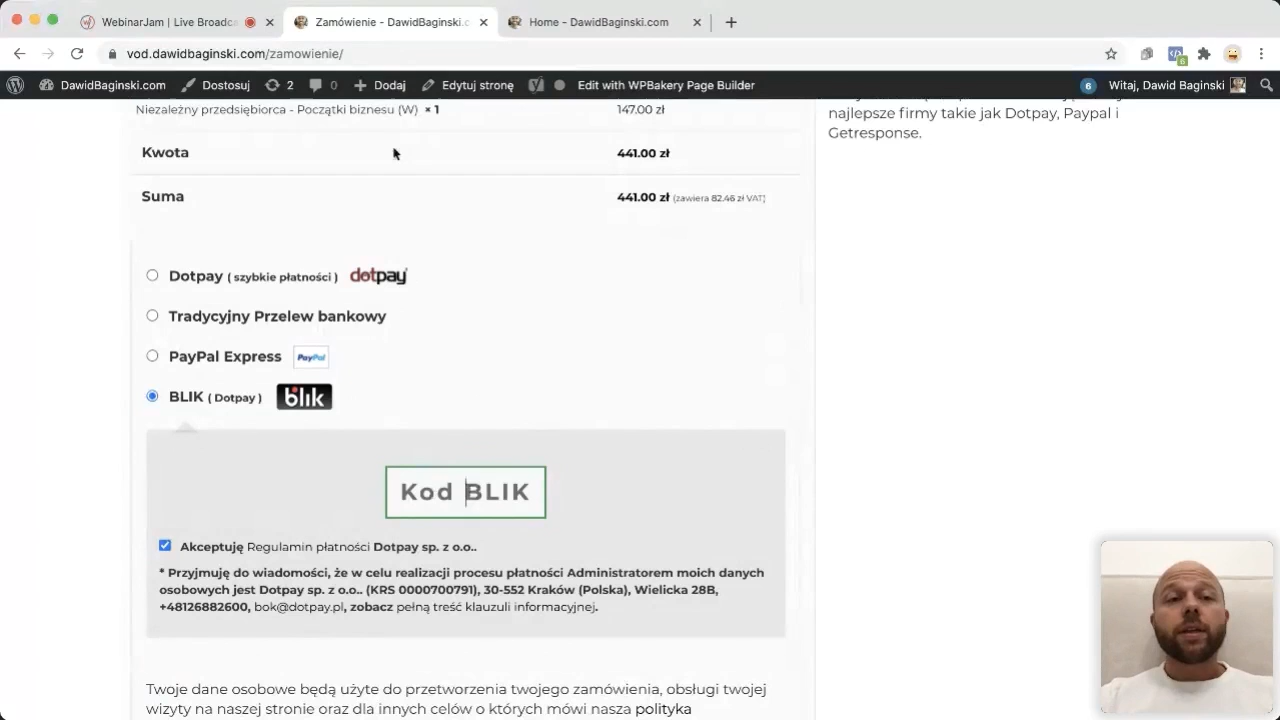 WebinarJam | Live Broadca
Zamówienie - DawidBaginski.c
Home - DawidBaginski.com
vod.dawidbaginski.com/zamowienie/
6
DawidBaginski.com
Dostosuj
2
0
Dodaj
Edytuj stronę
Edit with WPBakery Page Builder
6
Witaj, Dawid Baginski
Niezależny przedsiębiorca - Początki biznesu (W) × 1
147.00 zł
Kwota
441.00 zł
Suma
441.00 zł (zawiera 82.46 zł VAT)
Dotpay ( szybkie płatności )
dotpay
Tradycyjny Przelew bankowy
PayPal Express
PayPal
BLIK ( Dotpay )
blik
Kod BLIK
Akceptuję Regulamin płatności Dotpay sp. z o.o..
* Przyjmuję do wiadomości, że w celu realizacji procesu płatności Administratorem moich danych
osobowych jest Dotpay sp. z o.o.. (KRS 0000700791), 30-552 Kraków (Polska), Wielicka 28B,
+48126882600, bok@dotpay.pl, zobacz pełną treść klauzuli informacyjnej.
Twoje dane osobowe będą użyte do przetworzenia twojego zamówienia, obsługi twojej
wizyty na naszej stronie oraz dla innych celów o których mówi nasza polityka
najlepsze firmy takie jak Dotpay, Paypal i
Getresponse.